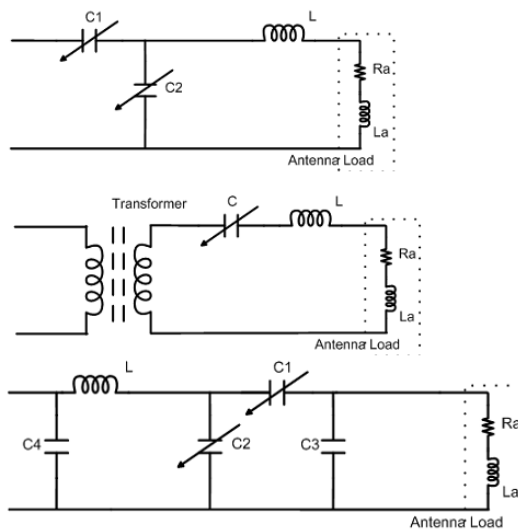 C1
L
C2
Ra
La
Antenna Load
Transformer
C
L
Ra
La
Antenna Load
L
C1
C4
C2
C3
Ra
La
Antenna Load